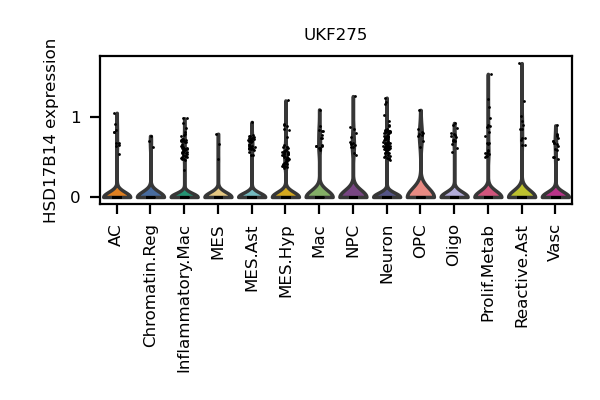 UKF275
HSD17B14 expression
1
0
AC
Chromatin.Reg
Inflammatory.Mac
MES
MES.Ast
MES.Hyp
Mac
NPC
Neuron
OPC
Oligo
Prolif.Metab
Reactive.Ast
Vasc